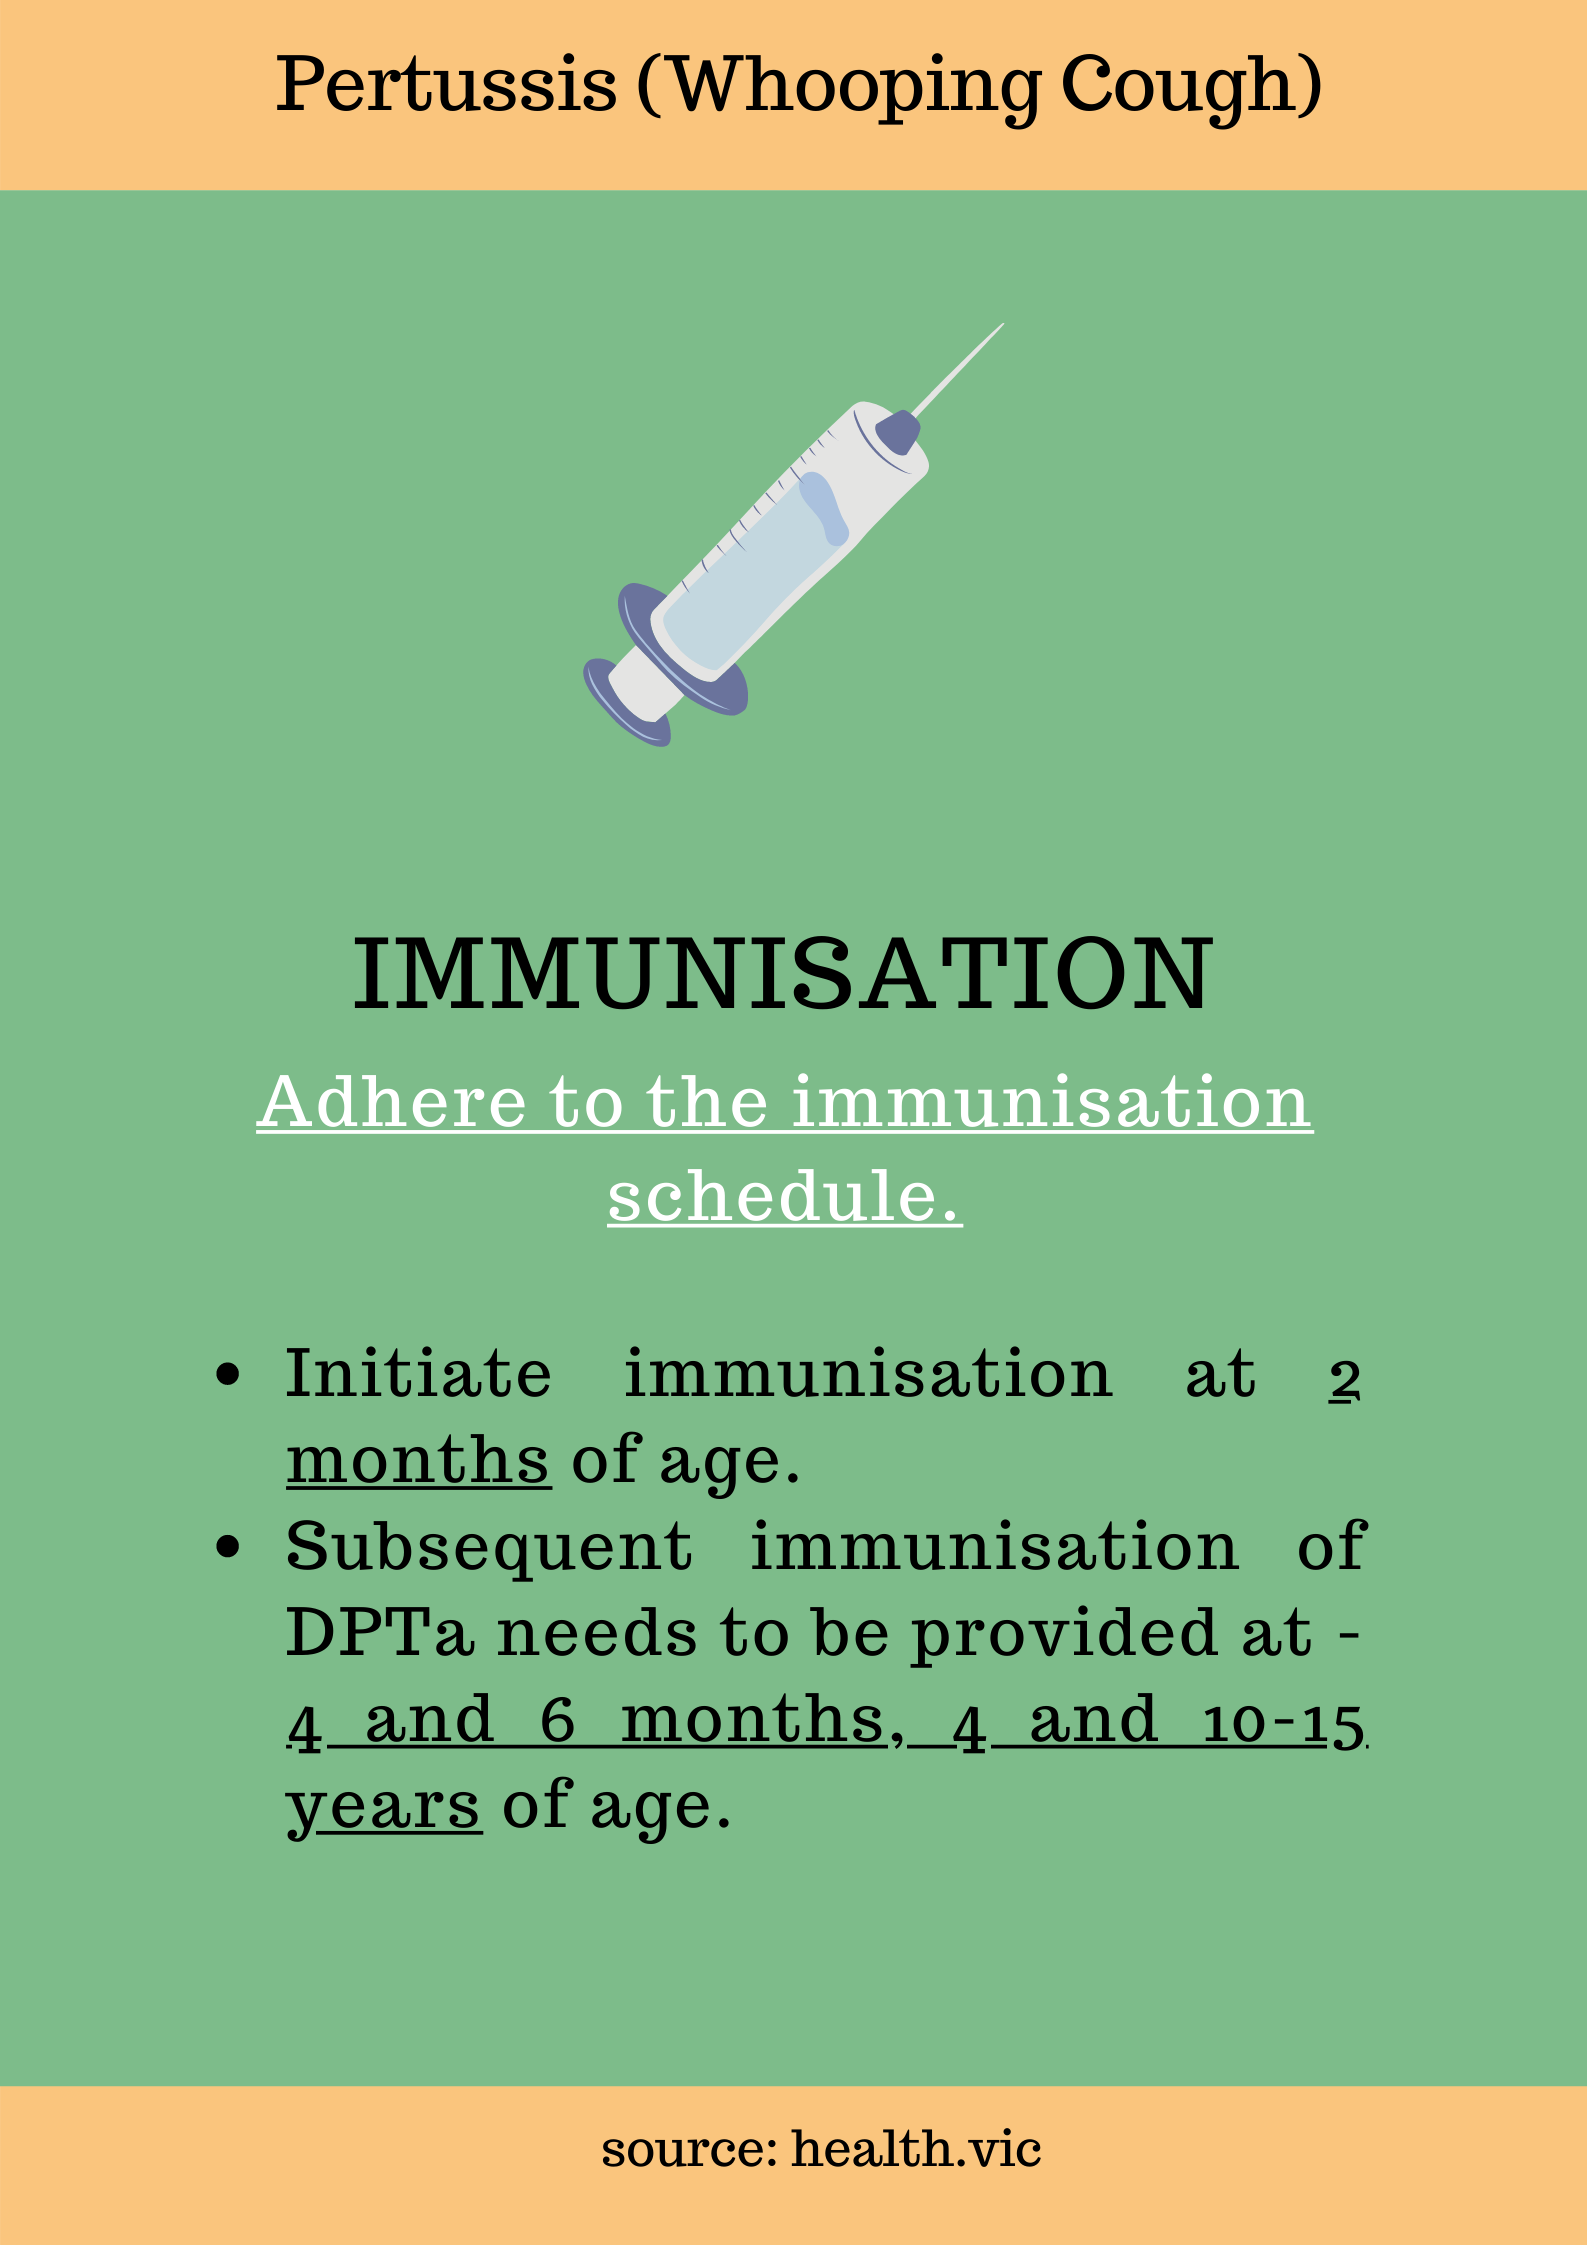 Pertussis (Whooping Cough)
IMMUNISATION
Adhere to the immunisation
schedule.
• Initiate immunisation at 2
months of age.
• Subsequent immunisation of
DPTa needs to be provided at -
4 and 6 months, 4 and 10-15
years of age.
source: health.vic